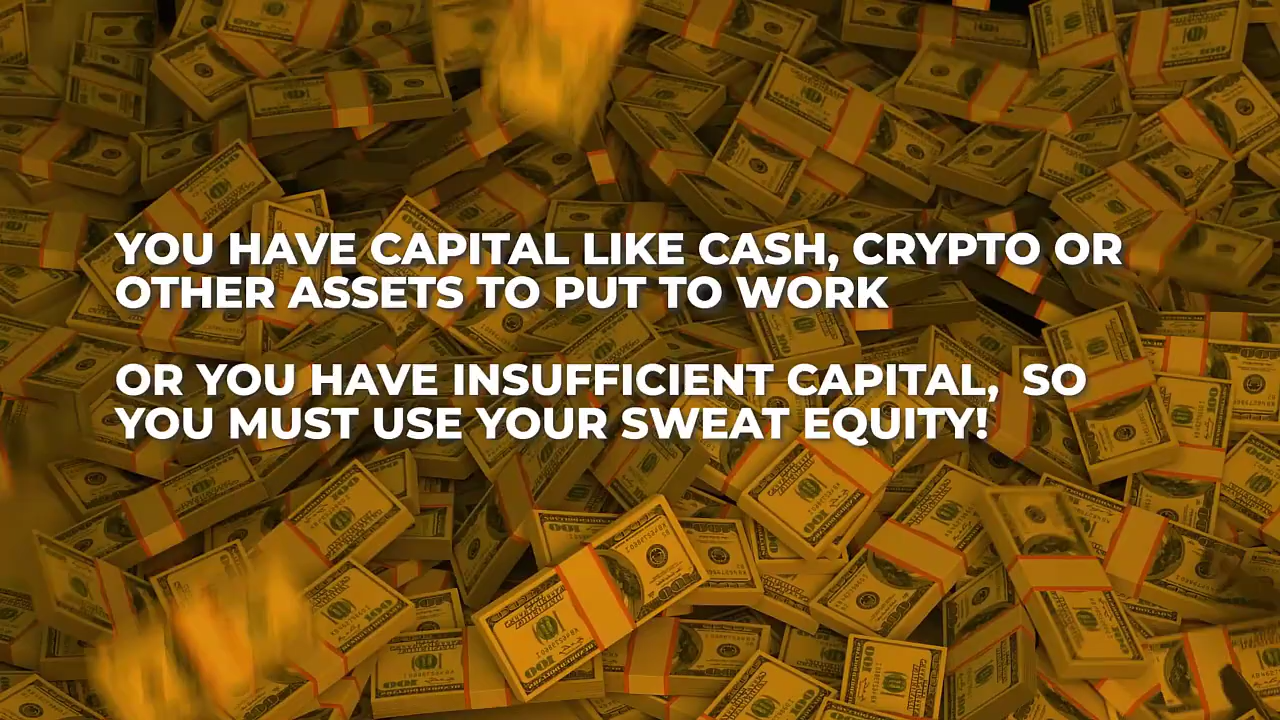 YOU HAVE CAPITAL LIKE CASH, CRYPTO OR
OTHER ASSETS TO PUT TO WORK
OR YOU HAVE INSUFFICIENT CAPITAL, SO
YOU MUST USE YOUR SWEAT EQUITY!